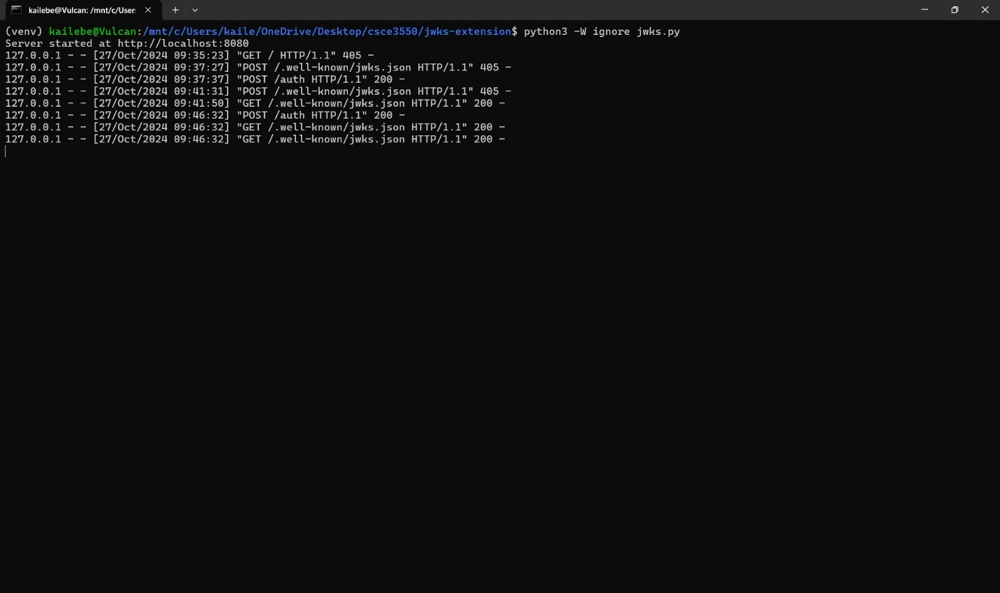 kailebe@Vulcan: /mnt/c/User:
(venv) kailebe@Vulcan:/mnt/c/Users/kaile/OneDrive/Desktop/csce3550/jwks-extension$ python3 -W ignore jwks.py
Server started at http://localhost:8080
127.0.0.1 - - [27/Oct/2024 09:35:23] "GET / HTTP/1.1" 405 -
127.0.0.1 - - [27/Oct/2024 09:37:27] "POST /.well-known/jwks.json HTTP/1.1" 405 -
127.0.0.1 - - [27/Oct/2024 09:37:37] "POST /auth HTTP/1.1" 200 -
127.0.0.1 - - [27/Oct/2024 09:41:31] "POST /.well-known/jwks.json HTTP/1.1" 405 -
127.0.0.1 - - [27/Oct/2024 09:41:50] "GET /.well-known/jwks.json HTTP/1.1" 200 -
127.0.0.1 - - [27/Oct/2024 09:46:32] "POST /auth HTTP/1.1" 200 -
127.0.0.1 - - [27/Oct/2024 09:46:32] "GET /.well-known/jwks.json HTTP/1.1" 200 -
127.0.0.1 - - [27/Oct/2024 09:46:32] "GET /.well-known/jwks.json HTTP/1.1" 200 -